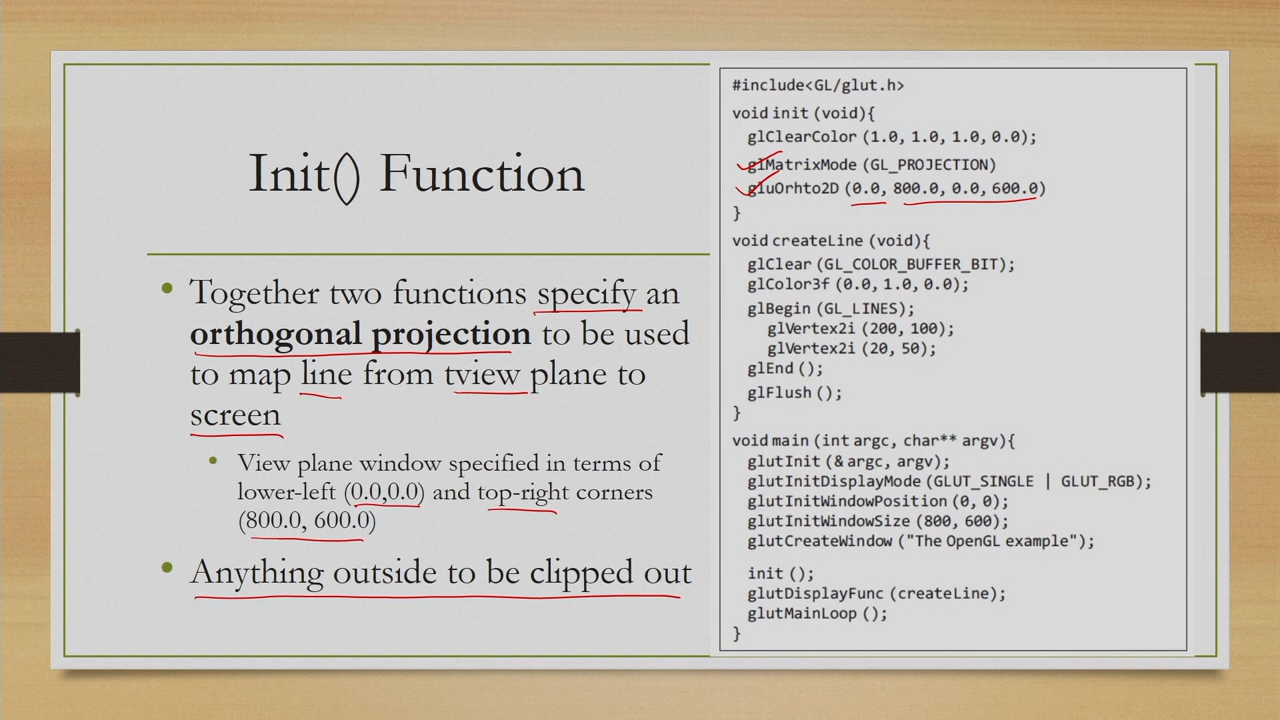 Init() Function
• Together two functions specify an
orthogonal projection to be used
to map line from tview plane to
screen
• View plane window specified in terms of
lower-left (0.0,0.0) and top-right corners
(800.0, 600.0)
• Anything outside to be clipped out
#include<GL/glut.h>
void init (void){
glClearColor (1.0, 1.0, 1.0, 0.0);
glMatrixMode (GL_PROJECTION)
gluOrhto2D (0.0, 800.0, 0.0, 600.0)
}
void createLine (void){
glClear (GL_COLOR_BUFFER_BIT);
glColor3f (0.0, 1.0, 0.0);
glBegin (GL_LINES);
glVertex2i (200, 100);
glVertex2i (20, 50);
glEnd ();
glFlush ();
}
void main (int argc, char** argv){
glutInit (& argc, argv);
glutInitDisplayMode (GLUT_SINGLE | GLUT_RGB);
glutInitWindowPosition (0, 0);
glutInitWindowSize (800, 600);
glutCreateWindow ("The OpenGL example");
init ();
glutDisplayFunc (createLine);
glutMainLoop ();
}